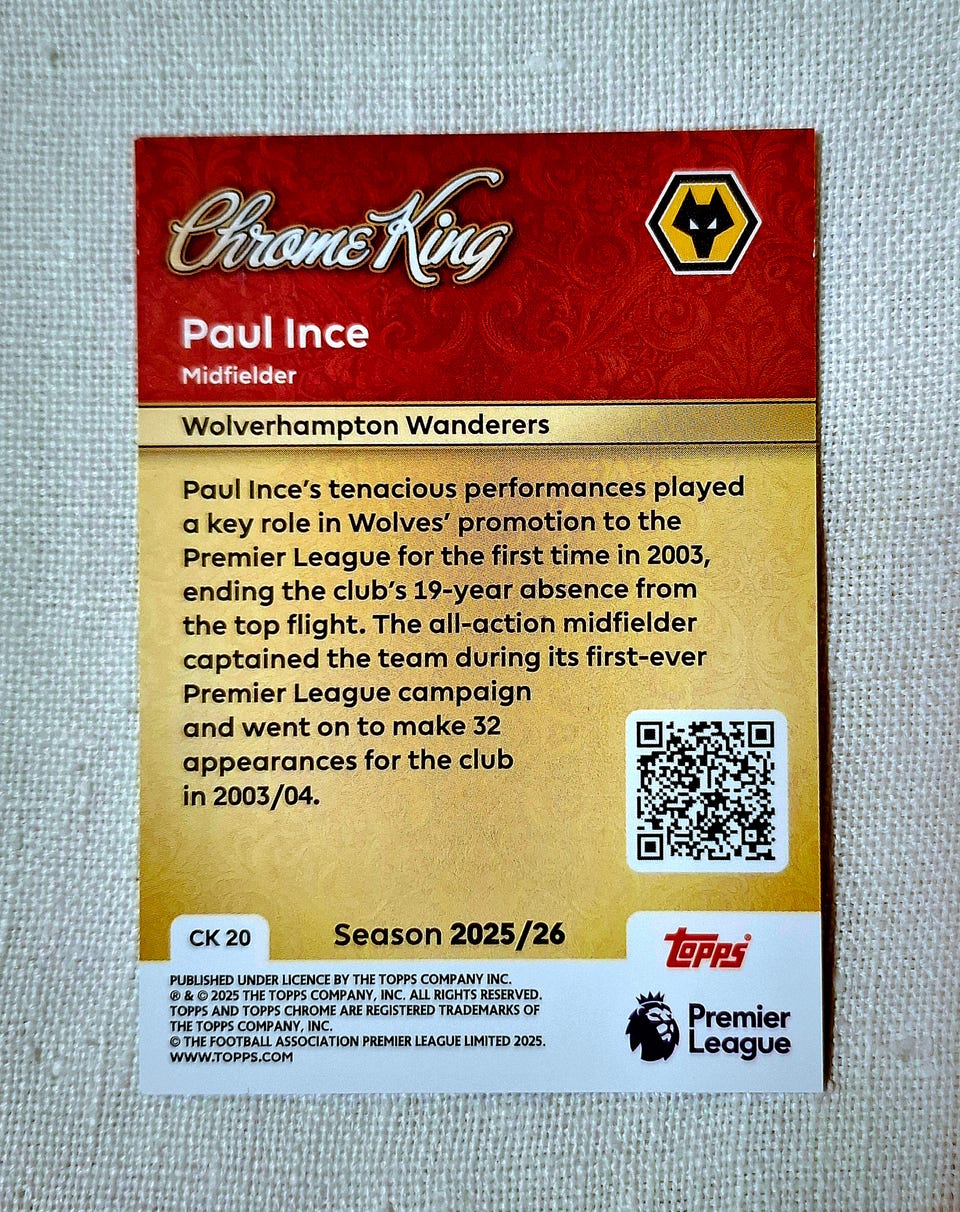 Chrome King
Paul Ince
Midfielder
Wolverhampton Wanderers
Paul Ince's tenacious performances played
a key role in Wolves' promotion to the
Premier League for the first time in 2003,
ending the club's 19-year absence from
the top flight. The all-action midfielder
captained the team during its first-ever
Premier League campaign
and went on to make 32
appearances for the club
in 2003/04.
CK 20
Season 2025/26
Topps®
PUBLISHED UNDER LICENCE BY THE TOPPS COMPANY INC.
® & © 2025 THE TOPPS COMPANY, INC. ALL RIGHTS RESERVED.
TOPPS AND TOPPS CHROME ARE REGISTERED TRADEMARKS OF
THE TOPPS COMPANY, INC.
© THE FOOTBALL ASSOCIATION PREMIER LEAGUE LIMITED 2025.
WWW.TOPPS.COM
Premier
League